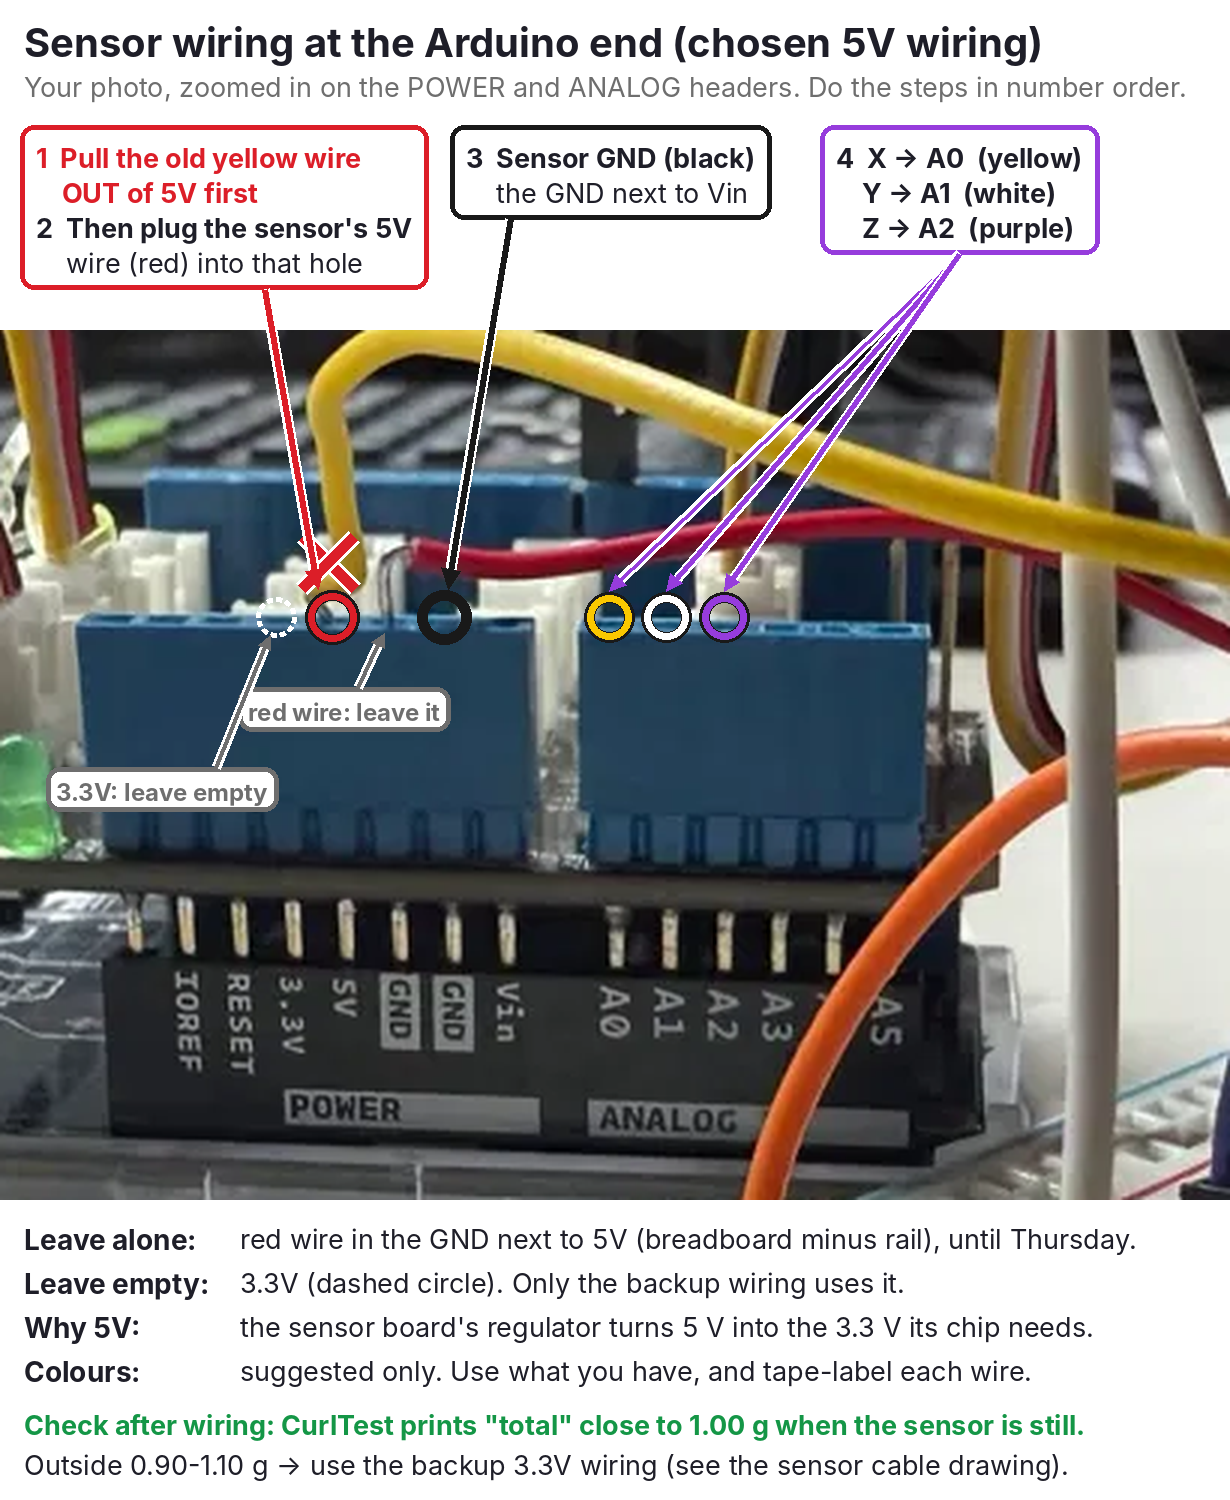 Sensor wiring at the Arduino end (chosen 5V wiring)
Your photo, zoomed in on the POWER and ANALOG headers. Do the steps in number order.
1 Pull the old yellow wire
OUT of 5V first
2 Then plug the sensor's 5V
wire (red) into that hole
3 Sensor GND (black)
the GND next to Vin
4 X → A0 (yellow)
Y → A1 (white)
Z → A2 (purple)
red wire: leave it
3.3V: leave empty
IOREF
RESET
3.3V
5V
GND
GND
Vin
A0
A1
A2
A3
A5
POWER
ANALOG
Leave alone: red wire in the GND next to 5V (breadboard minus rail), until Thursday.
Leave empty: 3.3V (dashed circle). Only the backup wiring uses it.
Why 5V: the sensor board's regulator turns 5 V into the 3.3 V its chip needs.
Colours: suggested only. Use what you have, and tape-label each wire.
Check after wiring: CurlTest prints "total" close to 1.00 g when the sensor is still.
Outside 0.90-1.10 g → use the backup 3.3V wiring (see the sensor cable drawing).